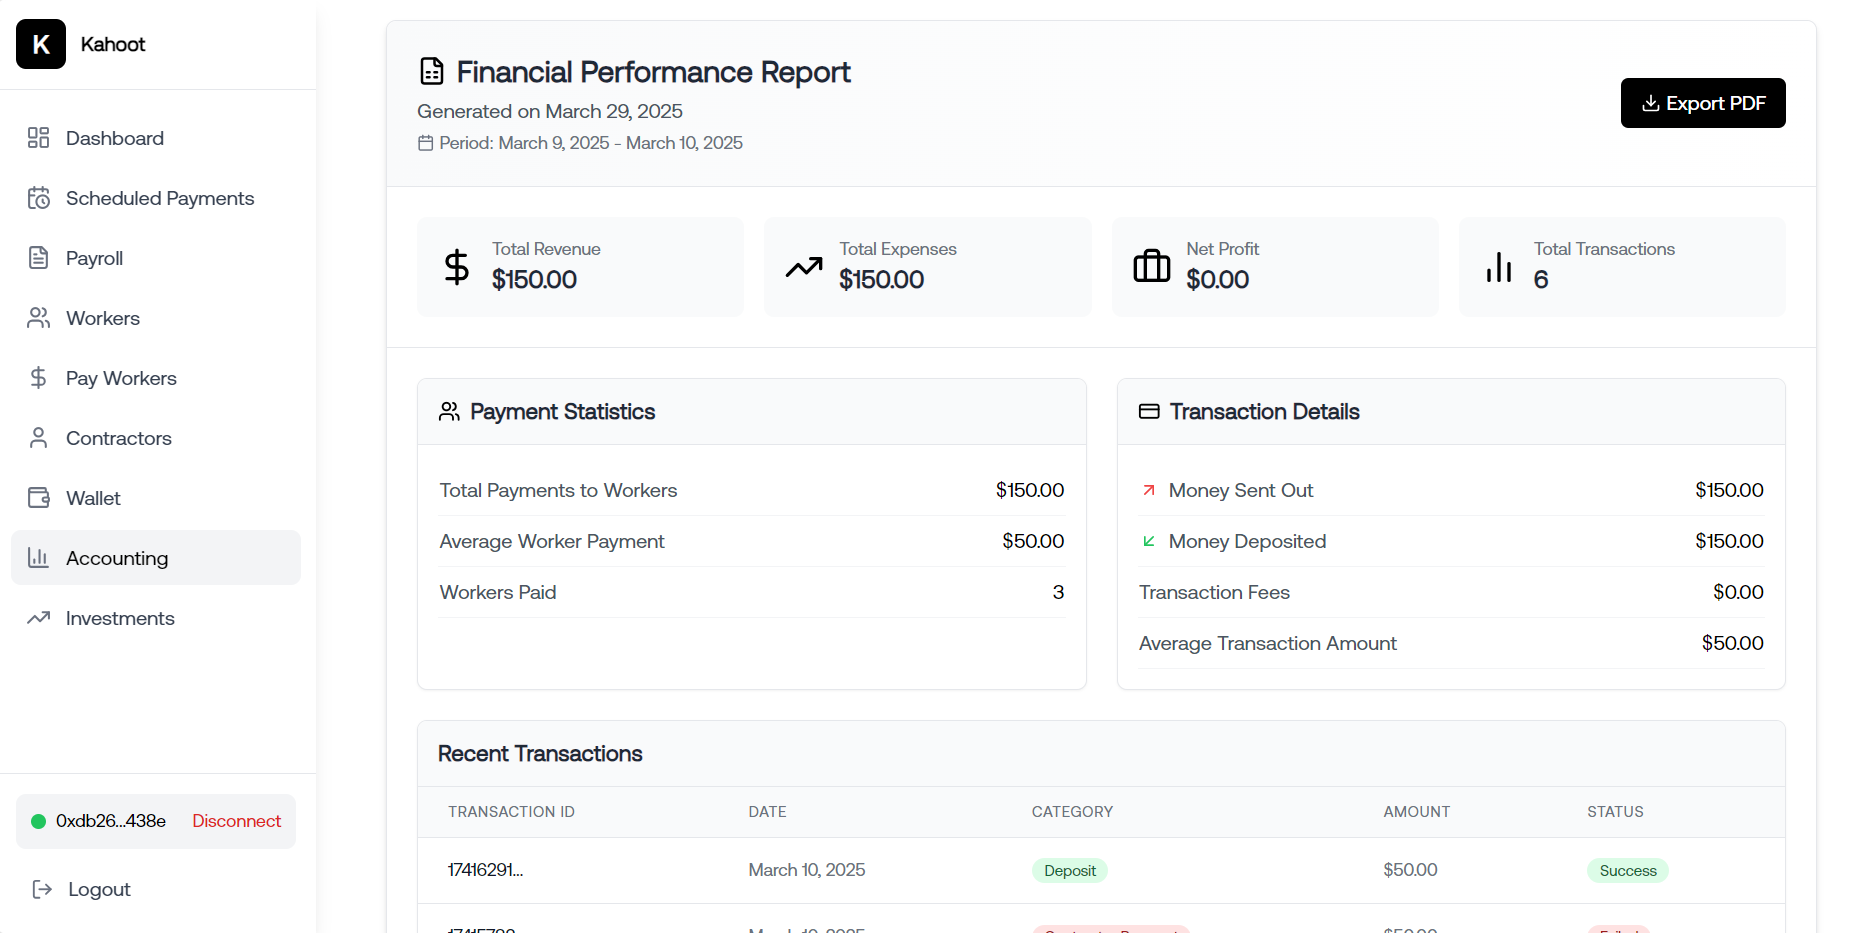 K Kahoot
Dashboard
Scheduled Payments
Payroll
Workers
Pay Workers
Contractors
Wallet
Accounting
Investments
0xdb26...438e Disconnect
Logout
Financial Performance Report
Generated on March 29, 2025
Period: March 9, 2025 - March 10, 2025
Export PDF
Total Revenue
$150.00
Total Expenses
$150.00
Net Profit
$0.00
Total Transactions
6
Payment Statistics
Total Payments to Workers $150.00
Average Worker Payment $50.00
Workers Paid 3
Transaction Details
Money Sent Out $150.00
Money Deposited $150.00
Transaction Fees $0.00
Average Transaction Amount $50.00
Recent Transactions
TRANSACTION ID DATE CATEGORY AMOUNT STATUS
17416291... March 10, 2025 Deposit $50.00 Success